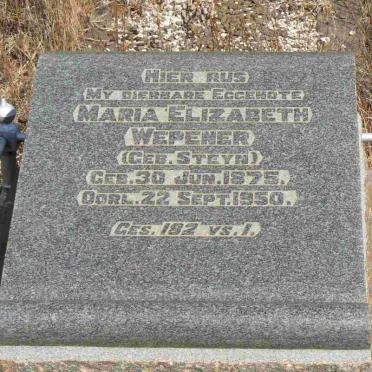 HIER RUS
MY DIERBARE EGGENOTE
MARIA ELIZABETH
WEPENER
(GEB. STEYN)
GEB. 30 JUN. 1875.
OORL. 22 SEPT. 1950.
GES. 182 VS. 1.